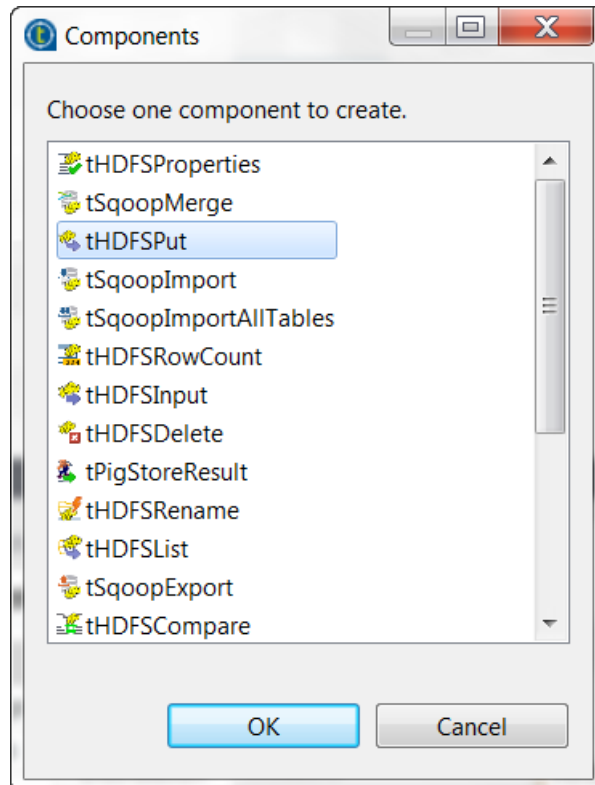 Components
Choose one component to create.
tHDFSProperties
tSqoopMerge
tHDFSPut
tSqoopImport
tSqoopImportAllTables
tHDFSRowCount
tHDFSInput
tHDFSDelete
tPigStoreResult
tHDFSRename
tHDFSList
tSqoopExport
tHDFSCompare
OK Cancel